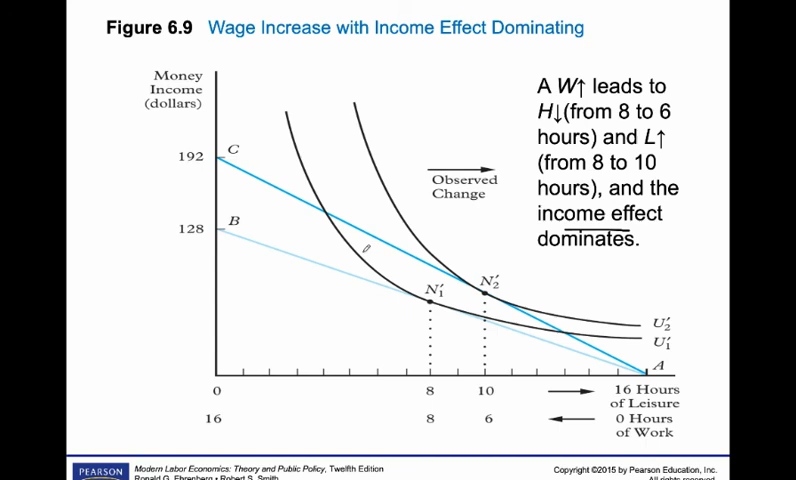 Figure 6.9 Wage Increase with Income Effect Dominating
Money
Income
(dollars)
192
C
128
B
Observed
Change
N′1
N′2
U′2
U′1
A
A W↑ leads to
H↓(from 8 to 6
hours) and L↑
(from 8 to 10
hours), and the
income effect
dominates.
0 8 10 16 Hours
of Leisure
16 8 6 0 Hours
of Work
PEARSON
Modern Labor Economics: Theory and Public Policy, Twelfth Edition
Ronald G. Ehrenberg • Robert S. Smith
Copyright ©2015 by Pearson Education, Inc.
All rights reserved.